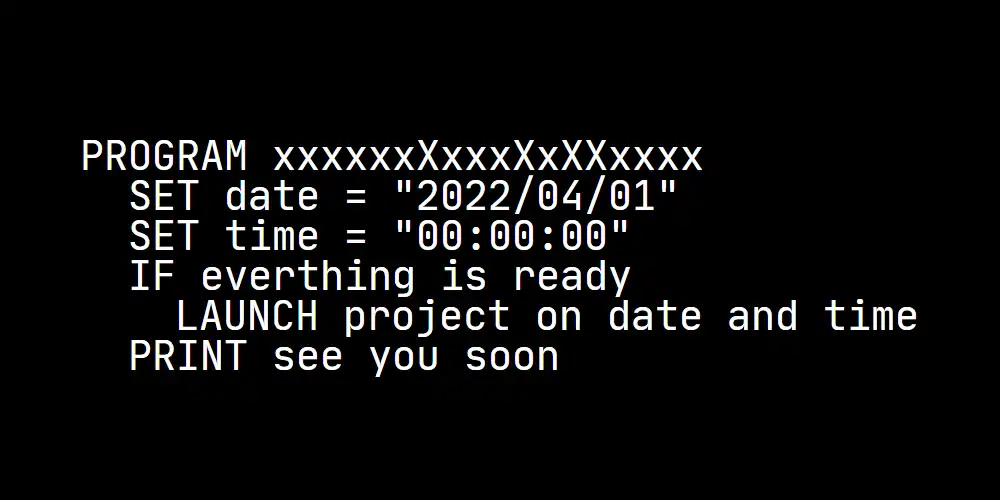 PROGRAM xxxxxxXxxxXxXXxxxx
SET date = "2022/04/01"
SET time = "00:00:00"
IF everthing is ready
LAUNCH project on date and time
PRINT see you soon